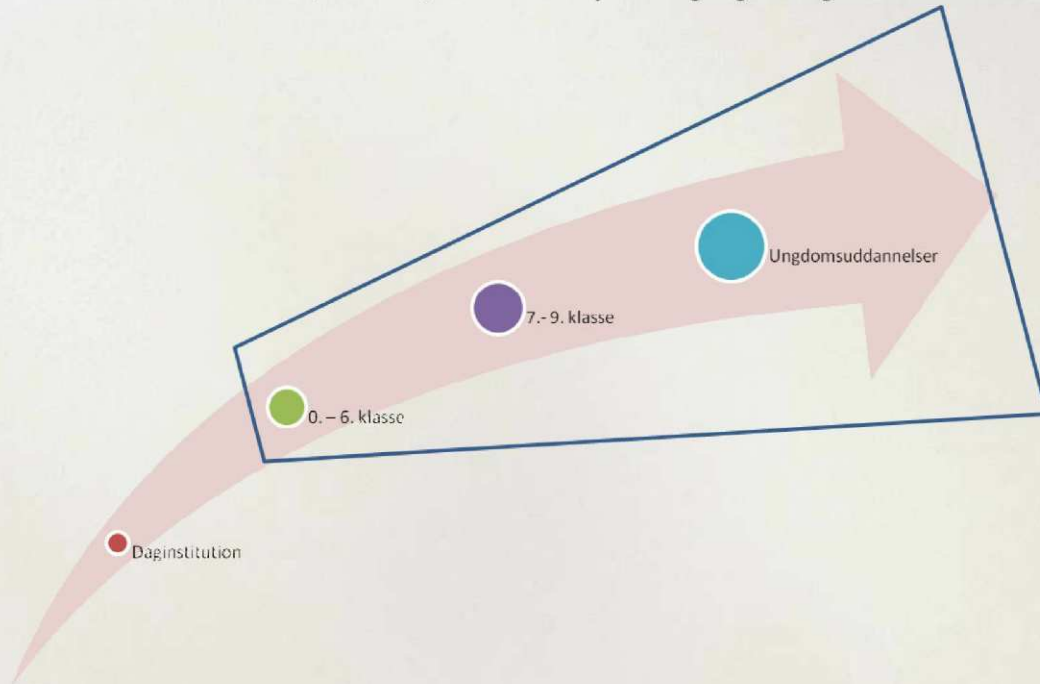 Ungdomsuddannelser
7.- 9. klasse
0. – 6. klasse
Daginstitution